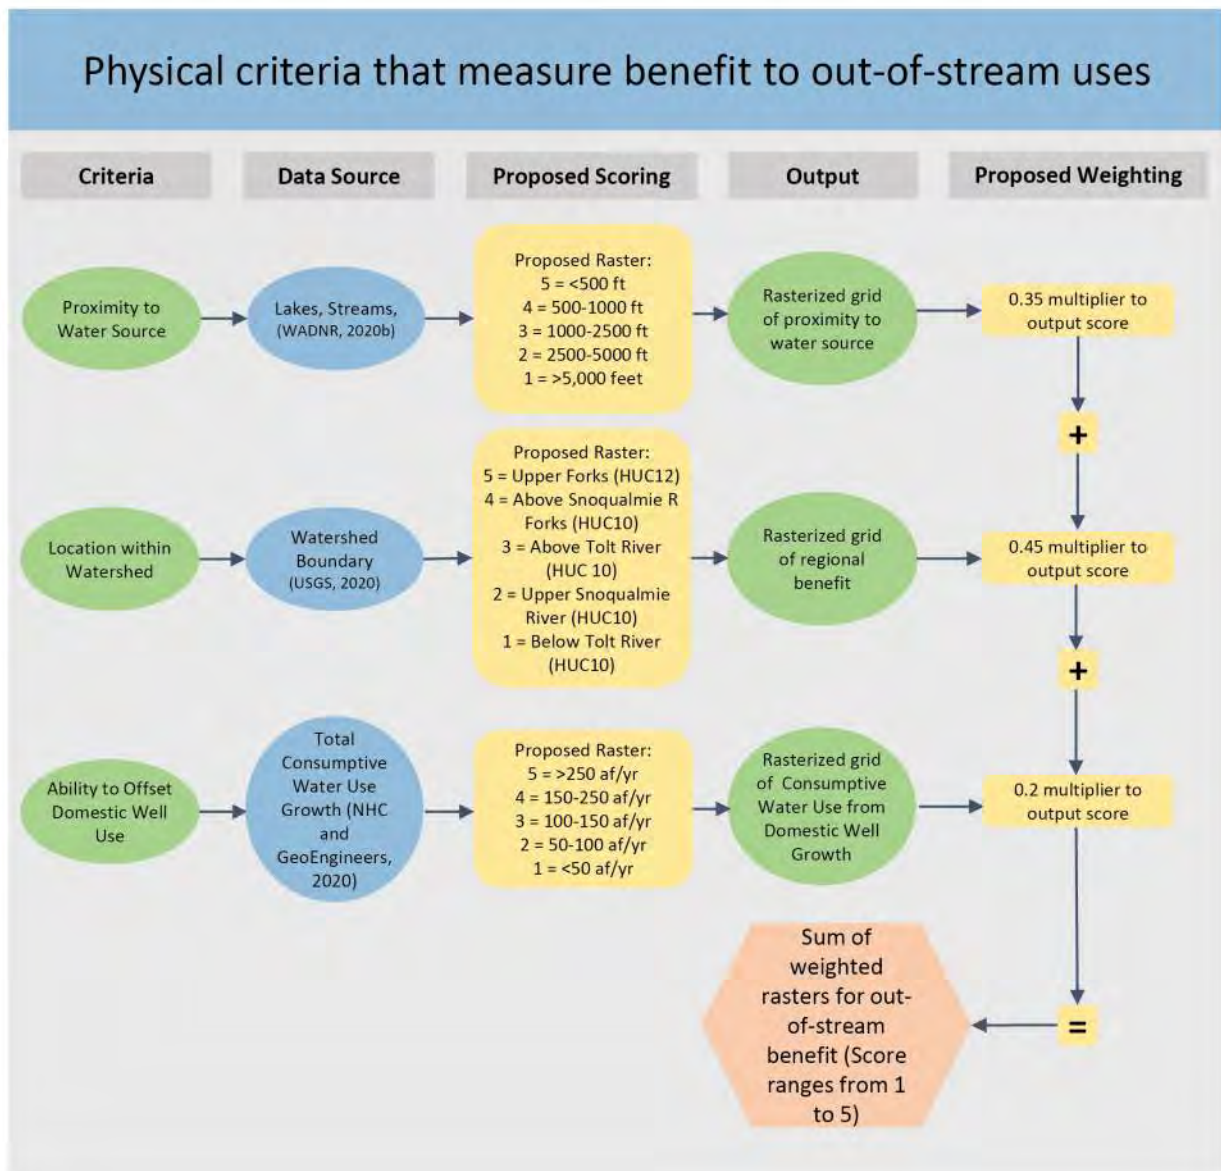 Physical criteria that measure benefit to out-of-stream uses
Criteria
Data Source
Proposed Scoring
Output
Proposed Weighting
Proximity to
Water Source
Lakes, Streams,
(WADNR, 2020b)
Proposed Raster:
5 = <500 ft
4 = 500-1000 ft
3 = 1000-2500 ft
2 = 2500-5000 ft
1 = >5,000 feet
Rasterized grid
of proximity to
water source
0.35 multiplier to
output score
+
Location within
Watershed
Watershed
Boundary
(USGS, 2020)
Proposed Raster:
5 = Upper Forks (HUC12)
4 = Above Snoqualmie R
Forks (HUC10)
3 = Above Tolt River
(HUC 10)
2 = Upper Snoqualmie
River (HUC10)
1 = Below Tolt River
(HUC10)
Rasterized grid
of regional
benefit
0.45 multiplier to
output score
+
Ability to Offset
Domestic Well
Use
Total
Consumptive
Water Use
Growth (NHC
and
GeoEngineers,
2020)
Proposed Raster:
5 = >250 af/yr
4 = 150-250 af/yr
3 = 100-150 af/yr
2 = 50-100 af/yr
1 = <50 af/yr
Rasterized grid
of Consumptive
Water Use from
Domestic Well
Growth
0.2 multiplier to
output score
=
Sum of
weighted
rasters for out-
of-stream
benefit (Score
ranges from 1
to 5)